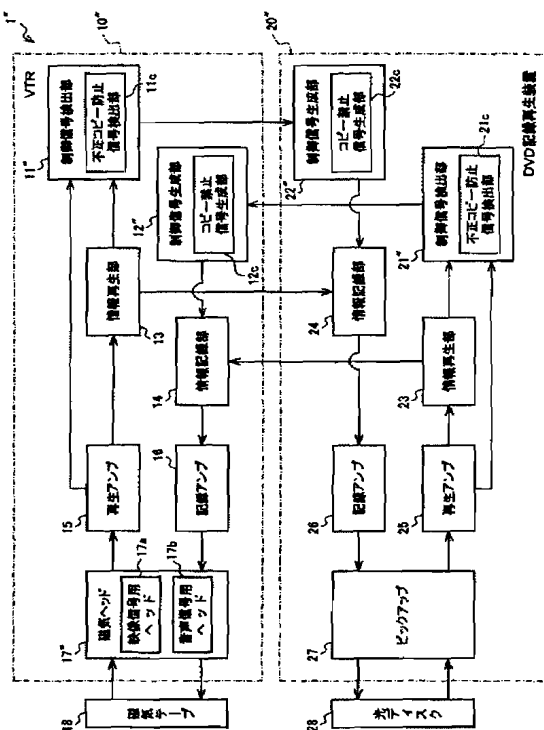 1″
10″
VTR
制御信号検出部
不正コピー防止
信号検出部
11c
11″
制御信号生成部
コピー禁止
信号生成部
12c
12″
情報再生部
13
情報記録部
14
再生アンプ
15
記録アンプ
16
磁気ヘッド
映像信号用
ヘッド
17a
音声信号用
ヘッド
17b
17″
磁気テープ
18
20″
DVD記録再生装置
制御信号生成部
コピー禁止
信号生成部
22c
22″
制御信号検出部
不正コピー防止
信号検出部
21c
21″
情報記録部
24
情報再生部
23
記録アンプ
26
再生アンプ
25
ピックアップ
27
光ディスク
28